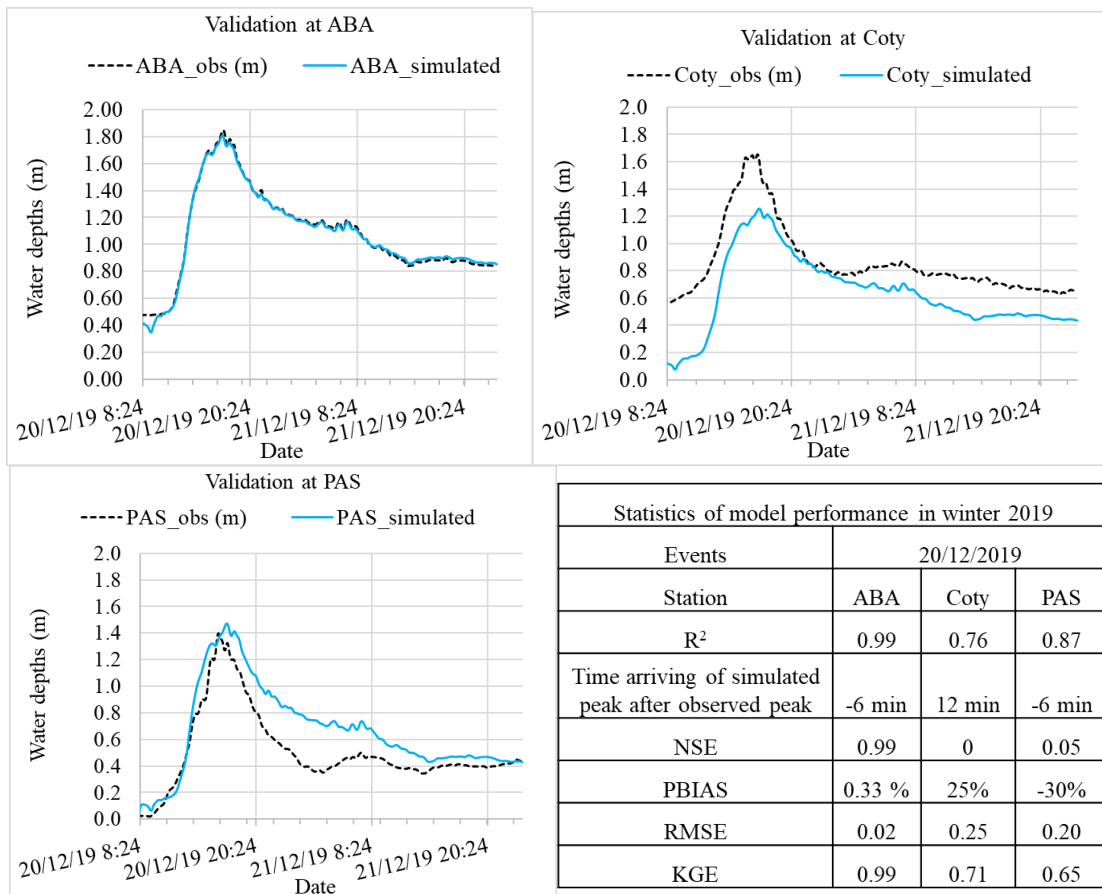 Validation at ABA
ABA_obs (m) ABA_simulated
2.00
1.80
1.60
1.40
1.20
1.00
0.80
0.60
0.40
0.20
0.00
Water depths (m)
20/12/19 8:24
20/12/19 20:24
21/12/19 8:24
21/12/19 20:24
Date
Validation at Coty
Coty_obs (m) Coty_simulated
2.0
1.8
1.6
1.4
1.2
1.0
0.8
0.6
0.4
0.2
0.0
Water depths (m)
20/12/19 8:24
20/12/19 20:24
21/12/19 8:24
21/12/19 20:24
Date
Validation at PAS
PAS_obs (m) PAS_simulated
2.0
1.8
1.6
1.4
1.2
1.0
0.8
0.6
0.4
0.2
0.0
Water depths (m)
20/12/19 8:24
20/12/19 20:24
21/12/19 8:24
21/12/19 20:24
Date
Statistics of model performance in winter 2019
Events 20/12/2019
Station ABA Coty PAS
R² 0.99 0.76 0.87
Time arriving of simulated
peak after observed peak -6 min 12 min -6 min
NSE 0.99 0 0.05
PBIAS 0.33 % 25% -30%
RMSE 0.02 0.25 0.20
KGE 0.99 0.71 0.65